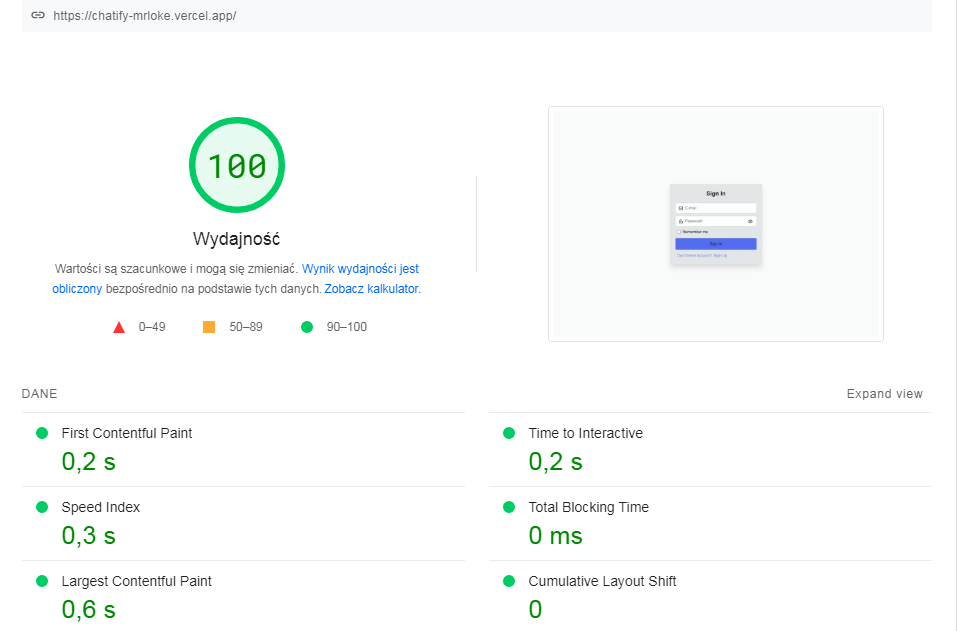 https://chatify-mrloke.vercel.app/
100
Wydajność
Wartości są szacunkowe i mogą się zmieniać. Wynik wydajności jest
obliczony bezpośrednio na podstawie tych danych. Zobacz kalkulator.
0–49
50–89
90–100
Sign In
E-mail
Password
Remember me
Sign In
Don't have account? Sign Up
DANE
Expand view
First Contentful Paint
0,2 s
Time to Interactive
0,2 s
Speed Index
0,3 s
Total Blocking Time
0 ms
Largest Contentful Paint
0,6 s
Cumulative Layout Shift
0